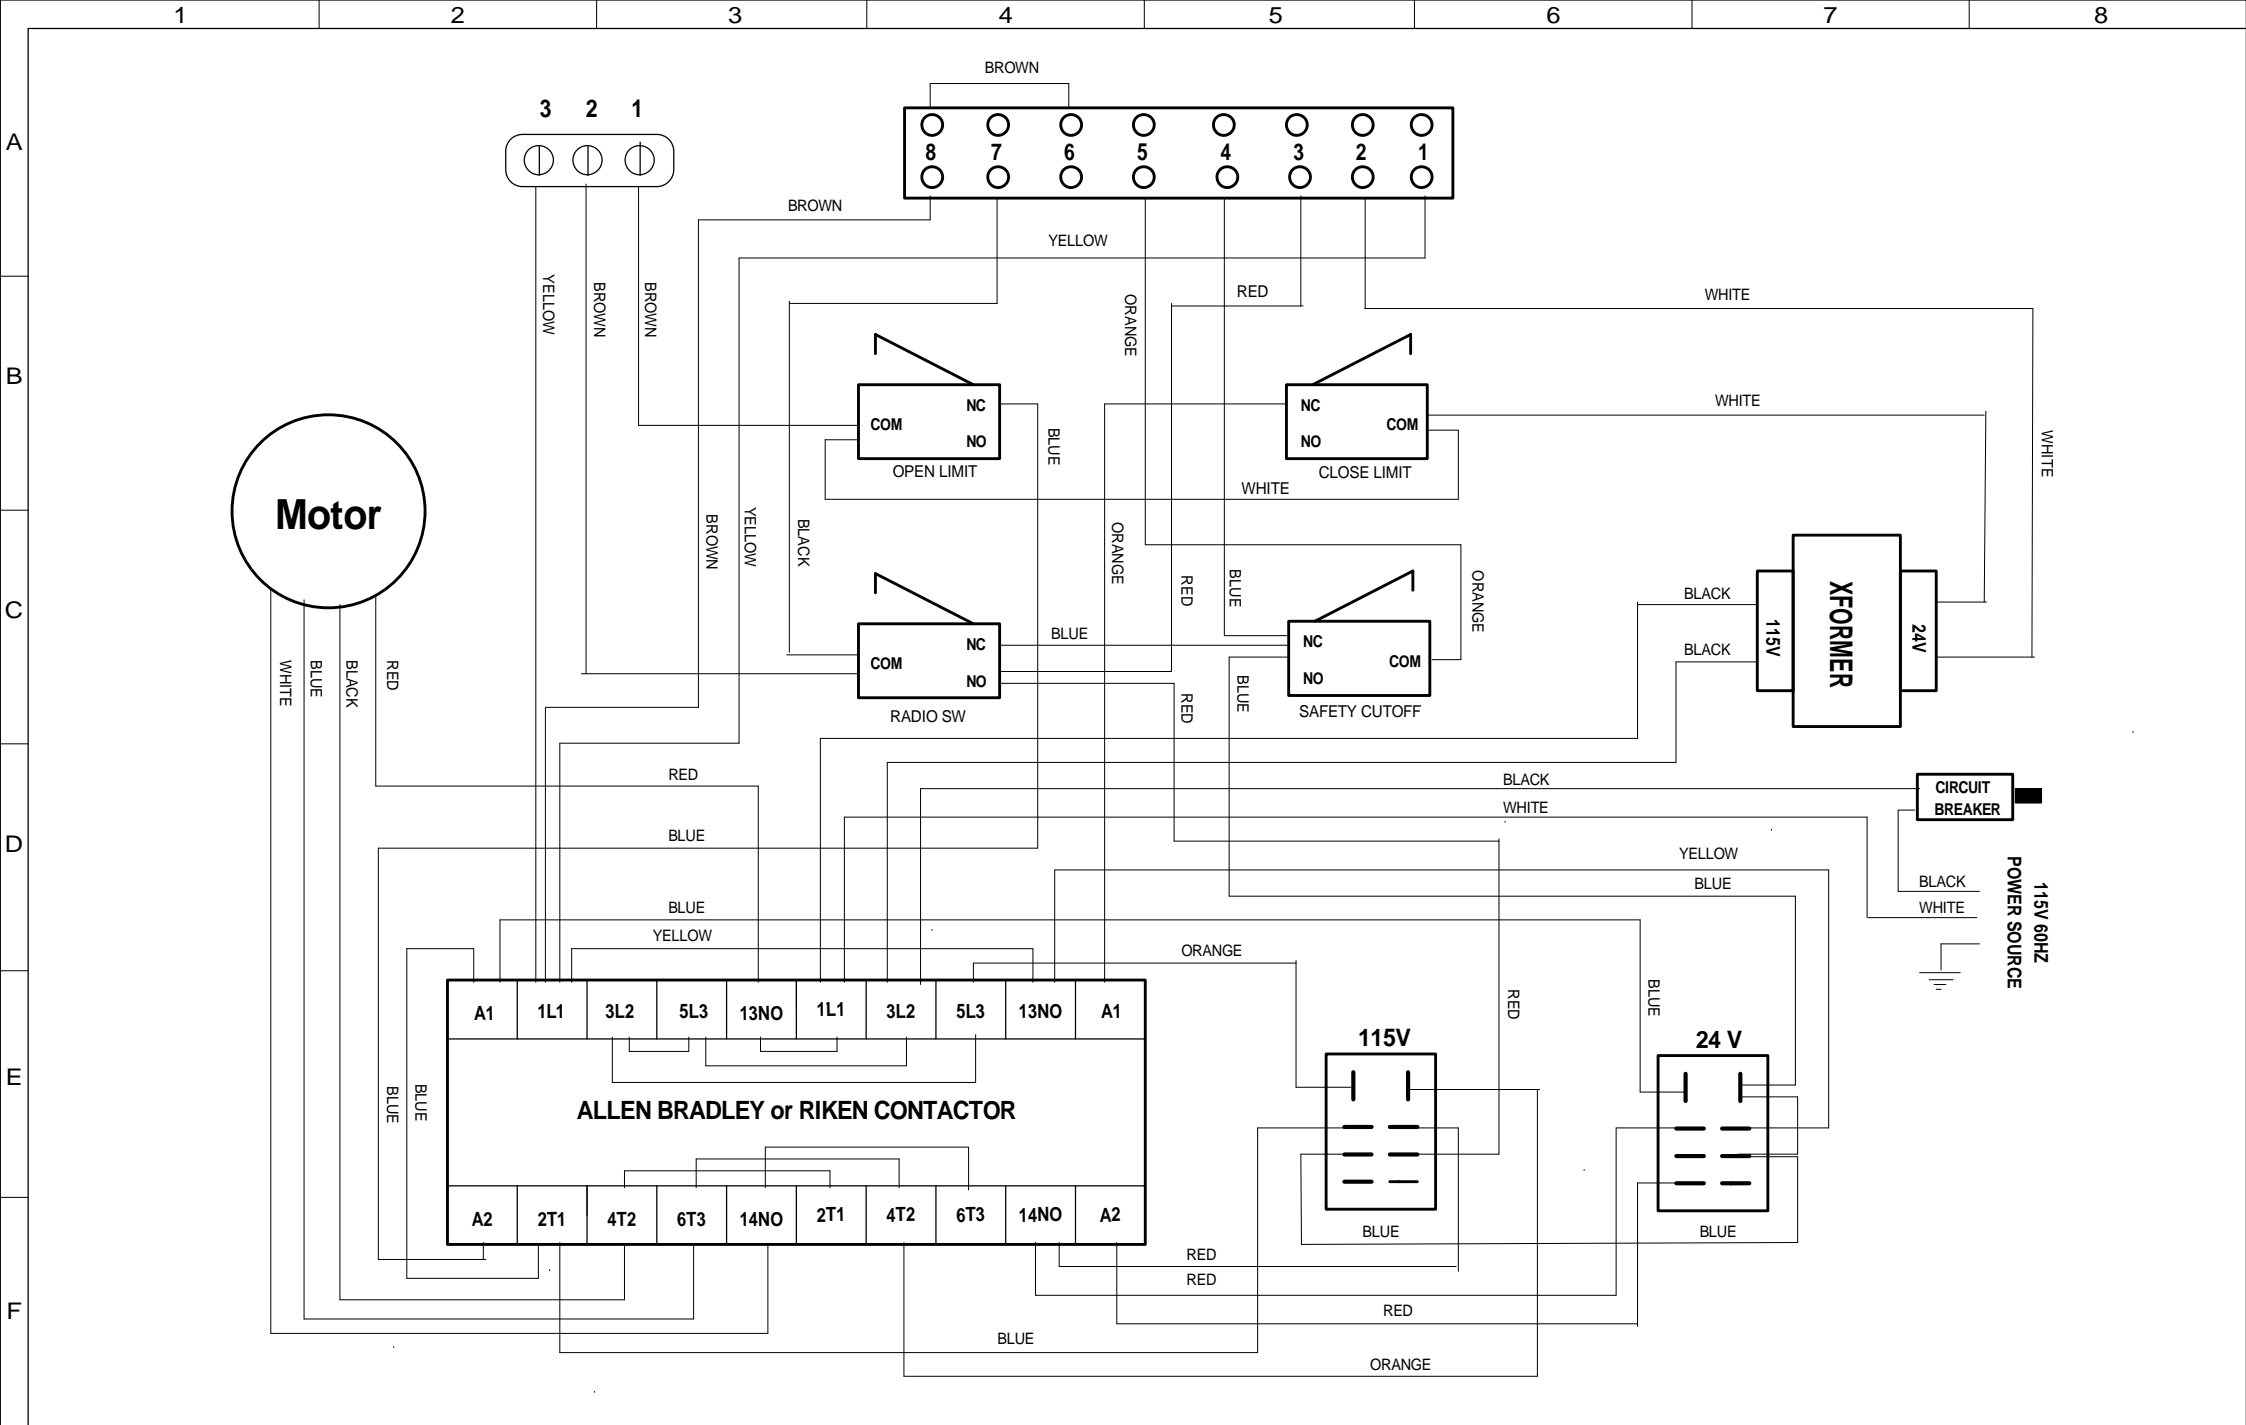 1 2 3 4 5 6 7 8
A
B
C
D
E
F
BROWN
3 2 1
8 7 6 5 4 3 2 1
BROWN
YELLOW
YELLOW
BROWN
BROWN
ORANGE
RED
WHITE
NC
COM
NO
OPEN LIMIT
BLUE
NC
COM
NO
CLOSE LIMIT
WHITE
WHITE
WHITE
Motor
BROWN
YELLOW
BLACK
ORANGE
RED
BLUE
ORANGE
NC
COM
NO
RADIO SW
BLUE
NC
COM
NO
SAFETY CUTOFF
BLACK
BLACK
115V
XFORMER
24V
WHITE
BLUE
BLACK
RED
RED
BLUE
RED
BLACK
WHITE
CIRCUIT
BREAKER
BLUE
YELLOW
BLUE
BLACK
WHITE
115V 60HZ
POWER SOURCE
BLUE
YELLOW
ORANGE
RED
BLUE
A1 1L1 3L2 5L3 13NO 1L1 3L2 5L3 13NO A1
BLUE
BLUE
ALLEN BRADLEY or RIKEN CONTACTOR
115V
24 V
A2 2T1 4T2 6T3 14NO 2T1 4T2 6T3 14NO A2
BLUE
BLUE
RED
RED
RED
BLUE
ORANGE